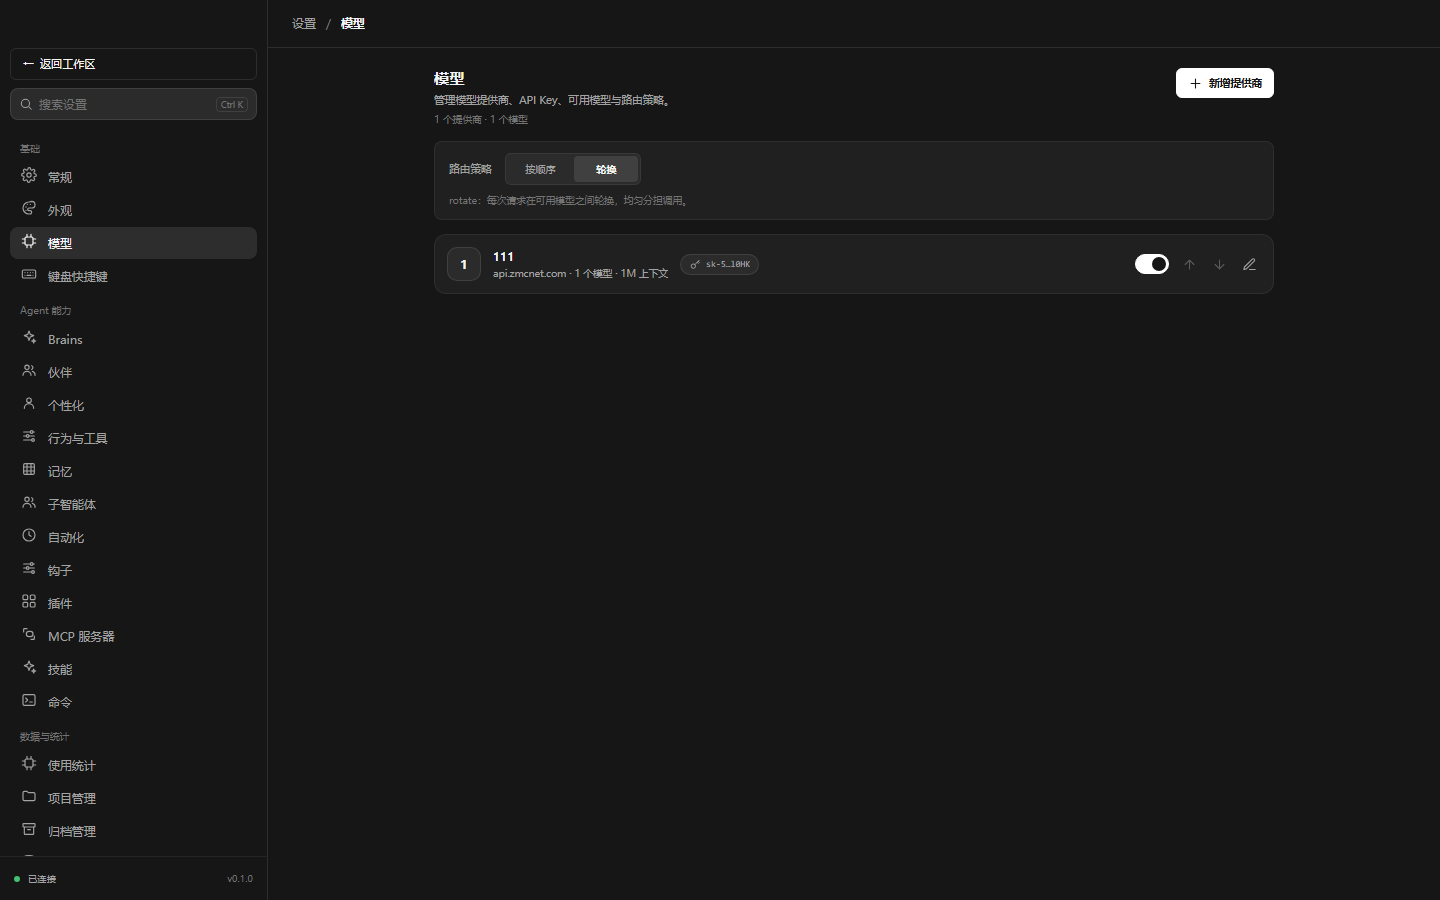 设置 / 模型
← 返回工作区
搜索设置 Ctrl K
基础
常规
外观
模型
键盘快捷键
Agent 能力
Brains
伙伴
个性化
行为与工具
记忆
子智能体
自动化
钩子
插件
MCP 服务器
技能
命令
数据与统计
使用统计
项目管理
归档管理
已连接 v0.1.0
模型
管理模型提供商、API Key、可用模型与路由策略。
1 个提供商 · 1 个模型
+ 新增提供商
路由策略 按顺序 轮换
rotate：每次请求在可用模型之间轮换，均匀分担调用。
1
111
api.zmcnet.com · 1 个模型 · 1M 上下文
sk-5…10HK